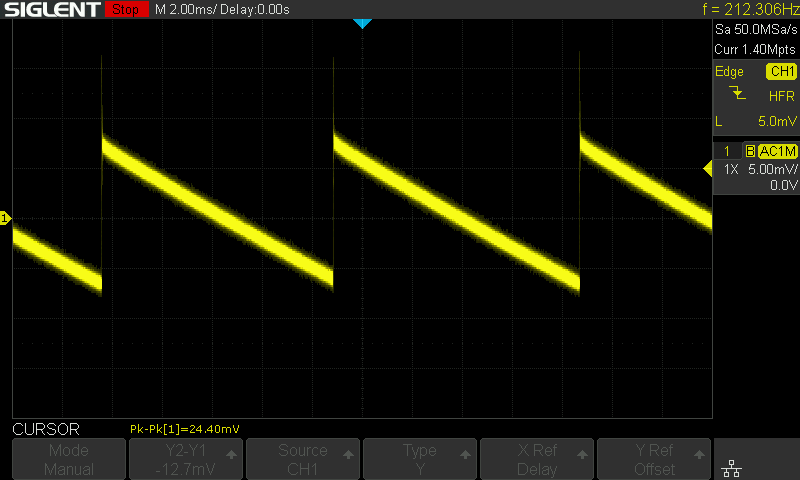 SIGLENT Stop M 2.00ms/ Delay:0.00s f = 212.306Hz
Sa 50.0MSa/s
Curr 1.40Mpts
Edge CH1
HFR
L 5.0mV
1 B AC1M
1X 5.00mV/
0.0V
1
CURSOR Pk-Pk[1]=24.40mV
Mode Y2-Y1 Source Type X Ref Y Ref
Manual -12.7mV CH1 Y Delay Offset